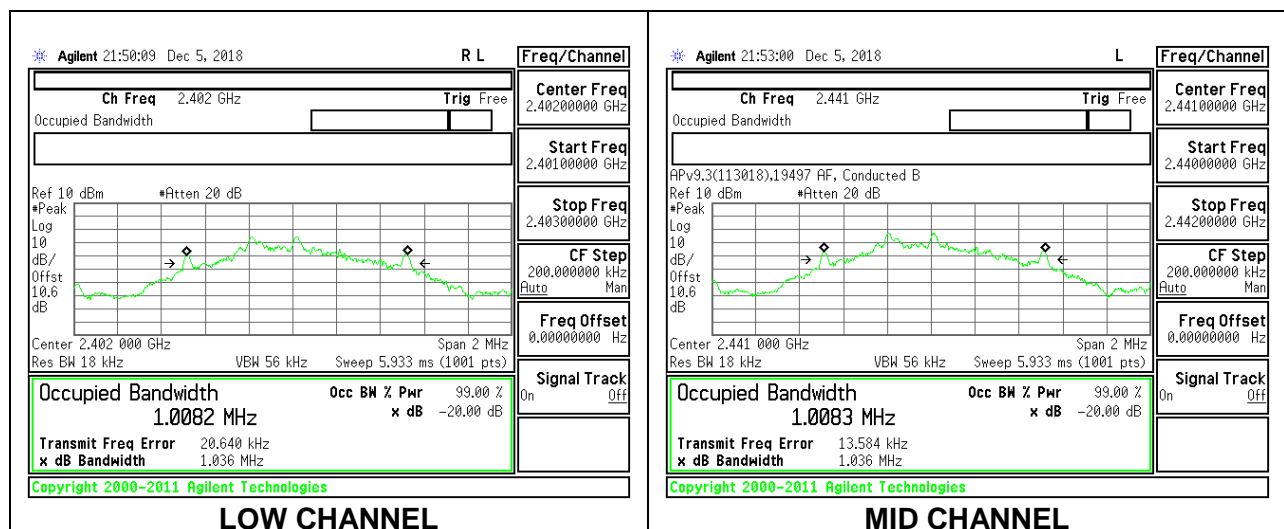 Agilent 21:50:09 Dec 5, 2018 R L
Freq/Channel
Ch Freq 2.402 GHz Trig Free
Occupied Bandwidth
Center Freq
2.40200000 GHz
Start Freq
2.40100000 GHz
Ref 10 dBm #Atten 20 dB
#Peak
Log
10
dB/
Offst
10.6
dB
Stop Freq
2.40300000 GHz
CF Step
200.000000 kHz
Auto Man
Freq Offset
0.00000000 Hz
Center 2.402 000 GHz Span 2 MHz
Res BW 18 kHz VBW 56 kHz Sweep 5.933 ms (1001 pts)
Signal Track
On Off
Occupied Bandwidth Occ BW % Pwr 99.00 %
1.0082 MHz x dB -20.00 dB
Transmit Freq Error 20.640 kHz
x dB Bandwidth 1.036 MHz
Copyright 2000-2011 Agilent Technologies
LOW CHANNEL
Agilent 21:53:00 Dec 5, 2018 L
Freq/Channel
Ch Freq 2.441 GHz Trig Free
Occupied Bandwidth
Center Freq
2.44100000 GHz
Start Freq
2.44000000 GHz
APv9.3(113018),19497 AF, Conducted B
Ref 10 dBm #Atten 20 dB
#Peak
Log
10
dB/
Offst
10.6
dB
Stop Freq
2.44200000 GHz
CF Step
200.000000 kHz
Auto Man
Freq Offset
0.00000000 Hz
Center 2.441 000 GHz Span 2 MHz
Res BW 18 kHz VBW 56 kHz Sweep 5.933 ms (1001 pts)
Signal Track
On Off
Occupied Bandwidth Occ BW % Pwr 99.00 %
1.0083 MHz x dB -20.00 dB
Transmit Freq Error 13.584 kHz
x dB Bandwidth 1.036 MHz
Copyright 2000-2011 Agilent Technologies
MID CHANNEL